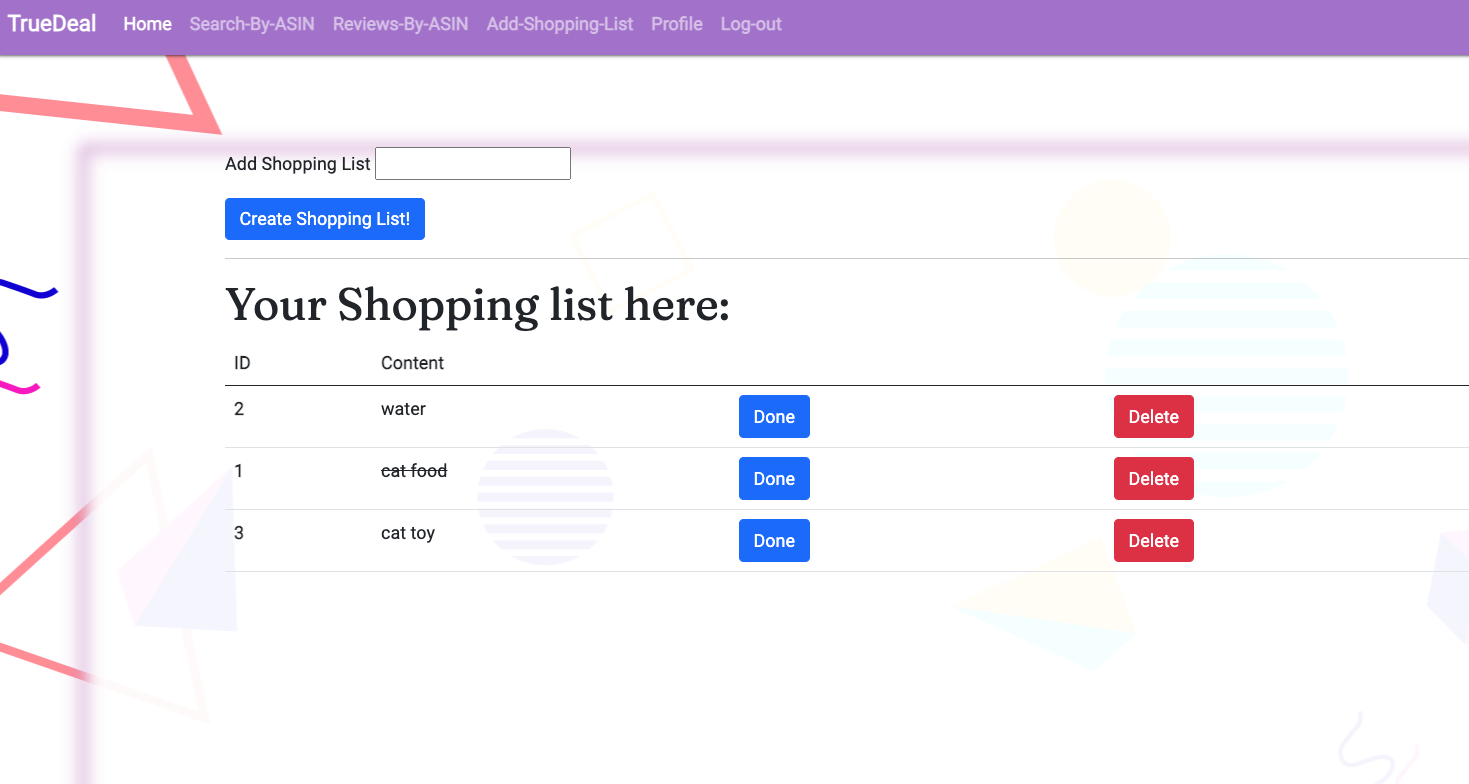 TrueDeal Home Search-By-ASIN Reviews-By-ASIN Add-Shopping-List Profile Log-out
Add Shopping List
Create Shopping List!
Your Shopping list here:
ID Content
2 water Done Delete
1 cat food Done Delete
3 cat toy Done Delete